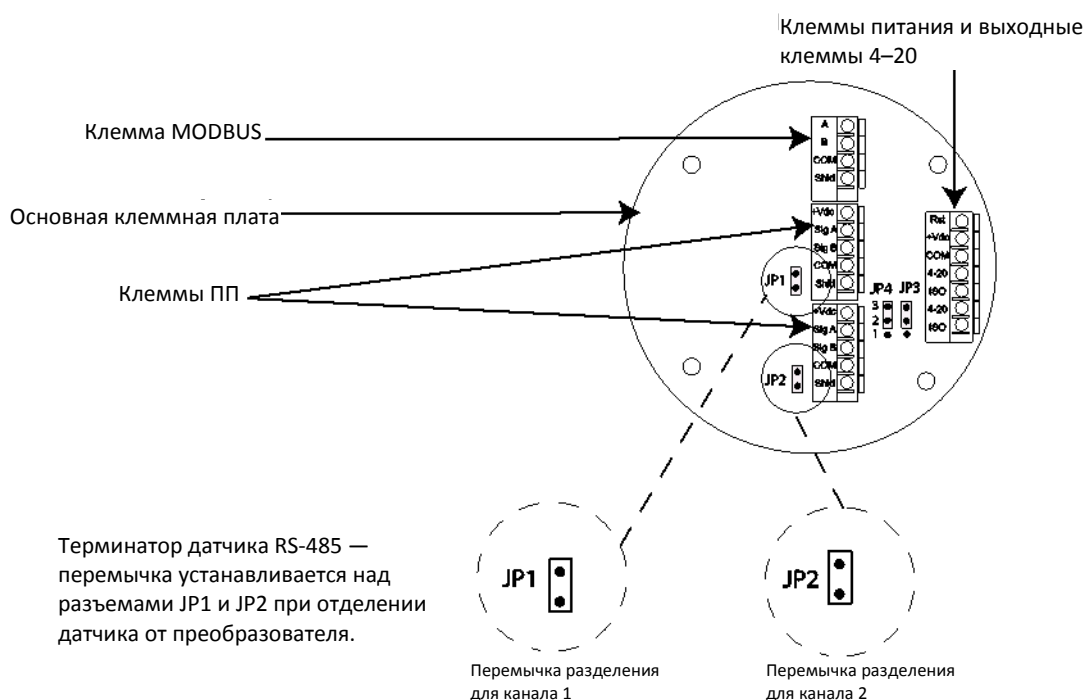 Клеммы питания и выходные
клеммы 4–20
Клемма MODBUS
Основная клеммная плата
Клеммы ПП
A
B
COM
Shld
+Vdc
Sig A
Sig B
COM
Shld
JP1
+Vdc
Sig A
Sig B
COM
Shld
JP2
JP4 JP3
3
2
1
Rst
+Vdc
COM
4-20
ISO
4-20
ISO
Терминатор датчика RS-485 —
перемычка устанавливается над
разъемами JP1 и JP2 при отделении
датчика от преобразователя.
JP1
JP2
Перемычка разделения
для канала 1
Перемычка разделения
для канала 2